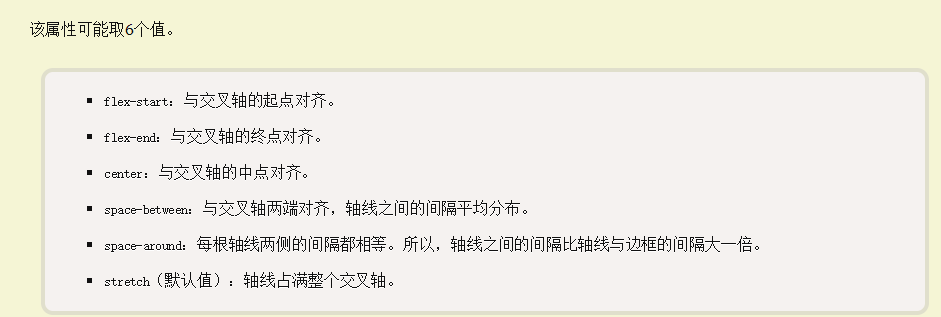 该属性可能取6个值。
▪ flex-start：与交叉轴的起点对齐。
▪ flex-end：与交叉轴的终点对齐。
▪ center：与交叉轴的中点对齐。
▪ space-between：与交叉轴两端对齐，轴线之间的间隔平均分布。
▪ space-around：每根轴线两侧的间隔都相等。所以，轴线之间的间隔比轴线与边框的间隔大一倍。
▪ stretch（默认值）：轴线占满整个交叉轴。